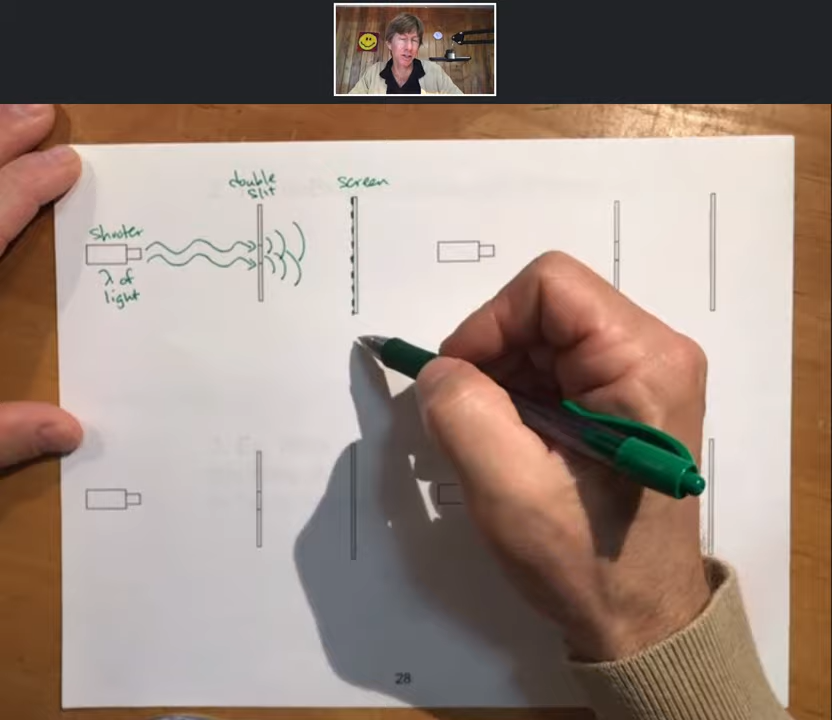 double
slit
screen
shooter
λ of
light
28